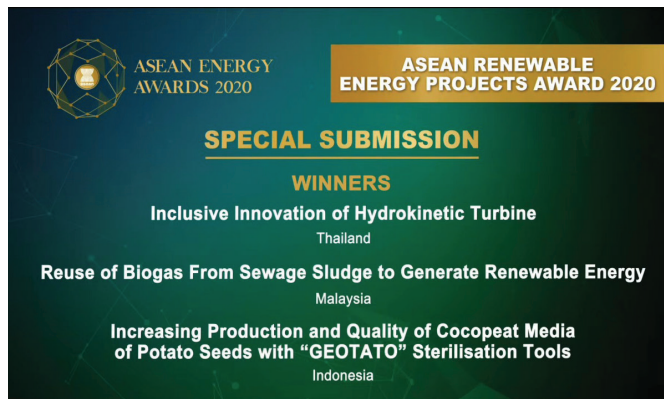 ASEAN ENERGY
AWARDS 2020
ASEAN RENEWABLE
ENERGY PROJECTS AWARD 2020
SPECIAL SUBMISSION
WINNERS
Inclusive Innovation of Hydrokinetic Turbine
Thailand
Reuse of Biogas From Sewage Sludge to Generate Renewable Energy
Malaysia
Increasing Production and Quality of Cocopeat Media
of Potato Seeds with “GEOTATO” Sterilisation Tools
Indonesia